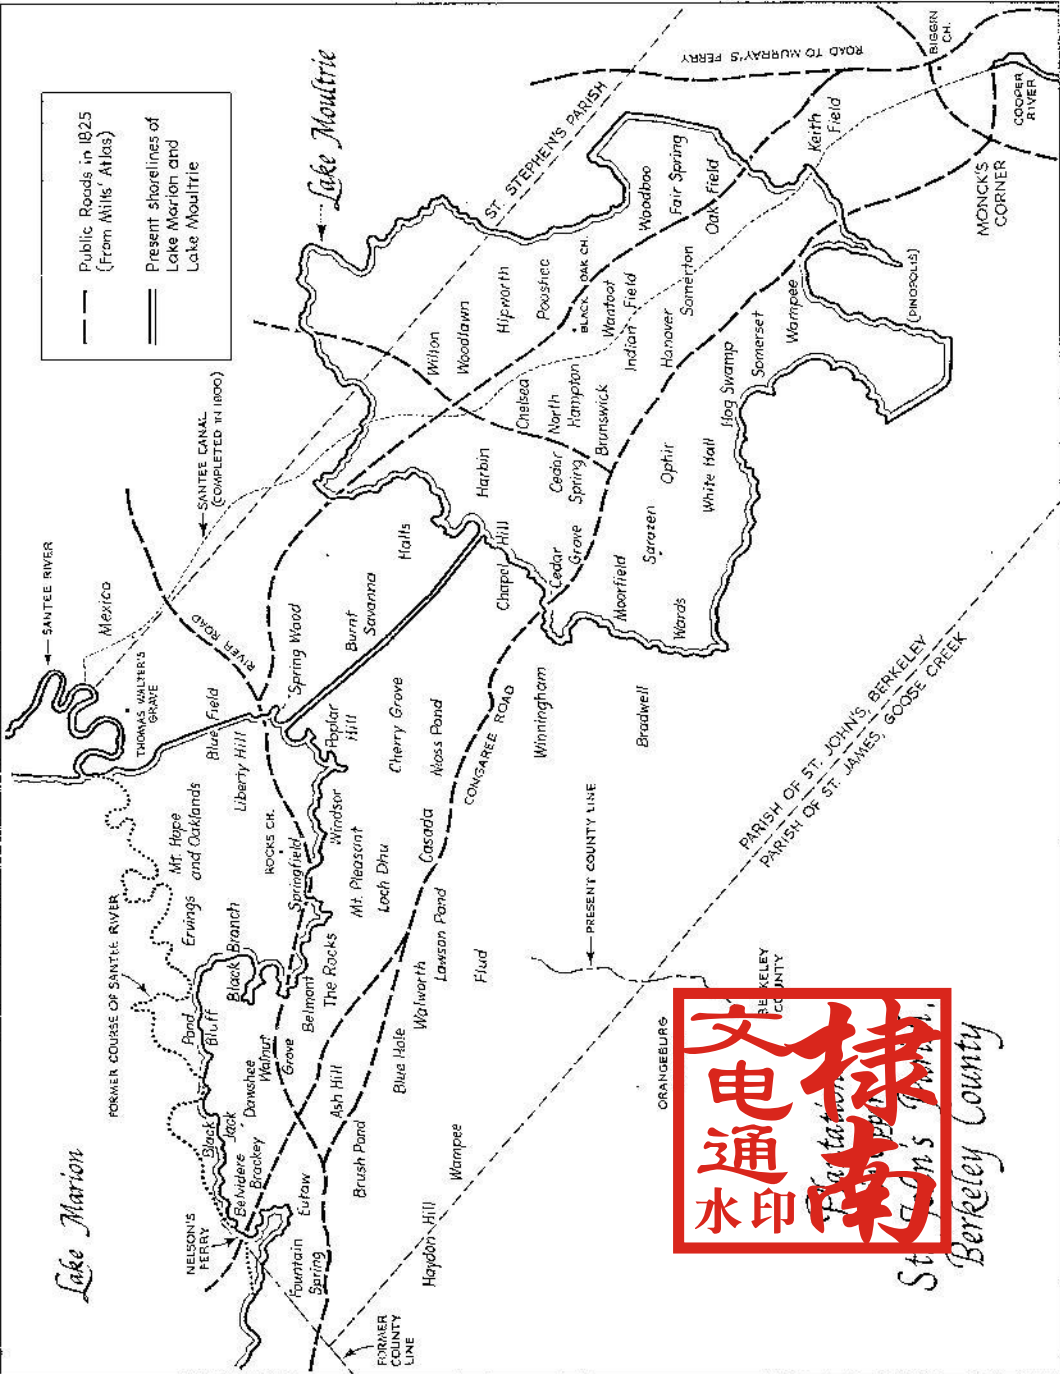 Public Roads in 1825
(From Mills' Atlas)
Present shorelines of
Lake Marion and
Lake Moultrie
Lake Moultrie
Lake Marion
SANTEE RIVER
SANTEE CANAL
(COMPLETED IN 1800)
ST. STEPHEN'S PARISH
ROAD TO MURRAY'S FERRY
BIGGIN
CH.
COOPER
RIVER
MONCK'S
CORNER
(PINOPOLIS)
Keith
Field
Woodboo
Fair Spring
Oak Field
Somerton
Hipworth
Pooshee
BLACK OAK CH.
Wantoot
Indian Field
Hanover
Wampee
Somerset
Hog Swamp
Wilson
Woodlawn
Chelsea
North
Hampton
Brunswick
Harbin
Cedar
Spring
Ophir
White Hall
Sarazen
Chapel Hill
Cedar
Grove
Moorfield
Wards
Halls
Burnt
Savanna
Spring Wood
RIVER ROAD
Mexico
THOMAS WALTER'S
GRAVE
Blue Field
Liberty Hill
Poplar
Hill
Cherry Grove
Moss Pond
CONGAREE ROAD
Winningham
Bradwell
PARISH OF ST. JOHN'S, BERKELEY
PARISH OF ST. JAMES, GOOSE CREEK
PRESENT COUNTY LINE
Mt. Hope
and Oaklands
ROCKS CH.
Springfield
Windsor
Mt. Pleasant
Loch Dhu
Casada
Ervings
Black Branch
FORMER COURSE OF SANTEE RIVER
The Rocks
Belmont
Lawson Pond
Walworth
Flud
Pond
Bluff
Walnut
Grove
Dawshee
Blue Hole
Ash Hill
Black
Jack
Brackey
Belvidere
Brush Pond
Wampee
Eutaw
NELSON'S
FERRY
Fountain
Spring
Haydon Hill
FORMER
COUNTY
LINE
ORANGEBURG
BERKELEY
COUNTY
Berkeley County
文电通
水印
棣南